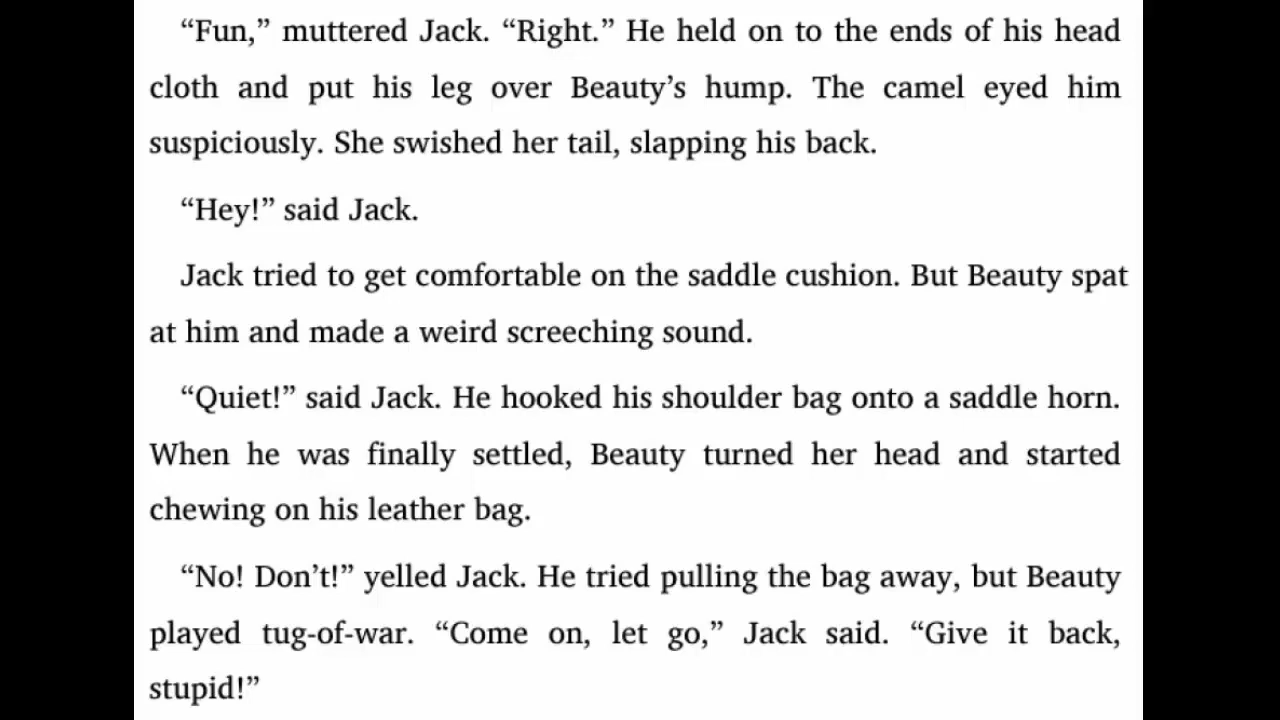 “Fun,” muttered Jack. “Right.” He held on to the ends of his head
cloth and put his leg over Beauty’s hump. The camel eyed him
suspiciously. She swished her tail, slapping his back.
“Hey!” said Jack.
Jack tried to get comfortable on the saddle cushion. But Beauty spat
at him and made a weird screeching sound.
“Quiet!” said Jack. He hooked his shoulder bag onto a saddle horn.
When he was finally settled, Beauty turned her head and started
chewing on his leather bag.
“No! Don’t!” yelled Jack. He tried pulling the bag away, but Beauty
played tug-of-war. “Come on, let go,” Jack said. “Give it back,
stupid!”